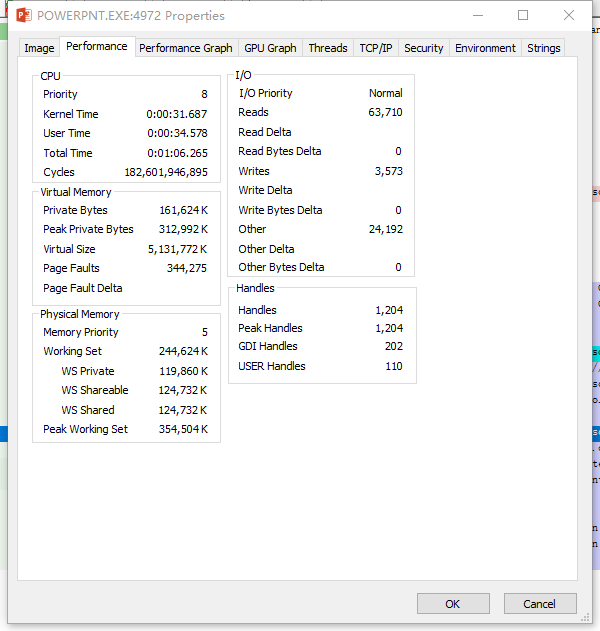 POWERPNT.EXE:4972 Properties
Image Performance Performance Graph GPU Graph Threads TCP/IP Security Environment Strings
CPU
Priority 8
Kernel Time 0:00:31.687
User Time 0:00:34.578
Total Time 0:01:06.265
Cycles 182,601,946,895
Virtual Memory
Private Bytes 161,624 K
Peak Private Bytes 312,992 K
Virtual Size 5,131,772 K
Page Faults 344,275
Page Fault Delta
Physical Memory
Memory Priority 5
Working Set 244,624 K
WS Private 119,860 K
WS Shareable 124,732 K
WS Shared 124,732 K
Peak Working Set 354,504 K
I/O
I/O Priority Normal
Reads 63,710
Read Delta
Read Bytes Delta 0
Writes 3,573
Write Delta
Write Bytes Delta 0
Other 24,192
Other Delta
Other Bytes Delta 0
Handles
Handles 1,204
Peak Handles 1,204
GDI Handles 202
USER Handles 110
OK Cancel